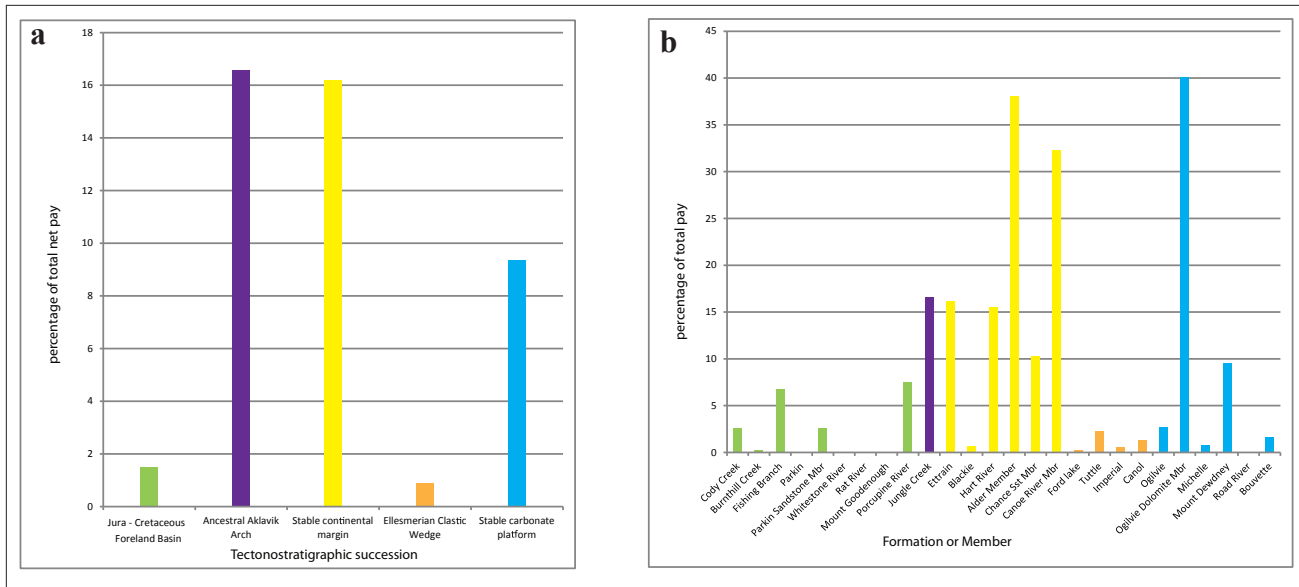 a
18
16
14
12
10
8
6
4
2
0
percentage of total net pay
Jura - Cretaceous
Foreland Basin
Ancestral Aklavik
Arch
Stable continental
margin
Ellesmerian Clastic
Wedge
Stable carbonate
platform
Tectonostratigraphic succession
b
45
40
35
30
25
20
15
10
5
0
percentage of total pay
Cody Creek
Burnthill Creek
Fishing Branch
Parkin
Parkin Sandstone Mbr
Whitestone River
Rat River
Mount Goodenough
Porcupine River
Jungle Creek
Ettrain
Blackie
Hart River
Alder Member
Chance Sst Mbr
Canoe River Mbr
Ford lake
Tuttle
Imperial
Canol
Ogilvie
Ogilvie Dolomite Mbr
Michelle
Mount Dewdney
Road River
Bouvette
Formation or Member